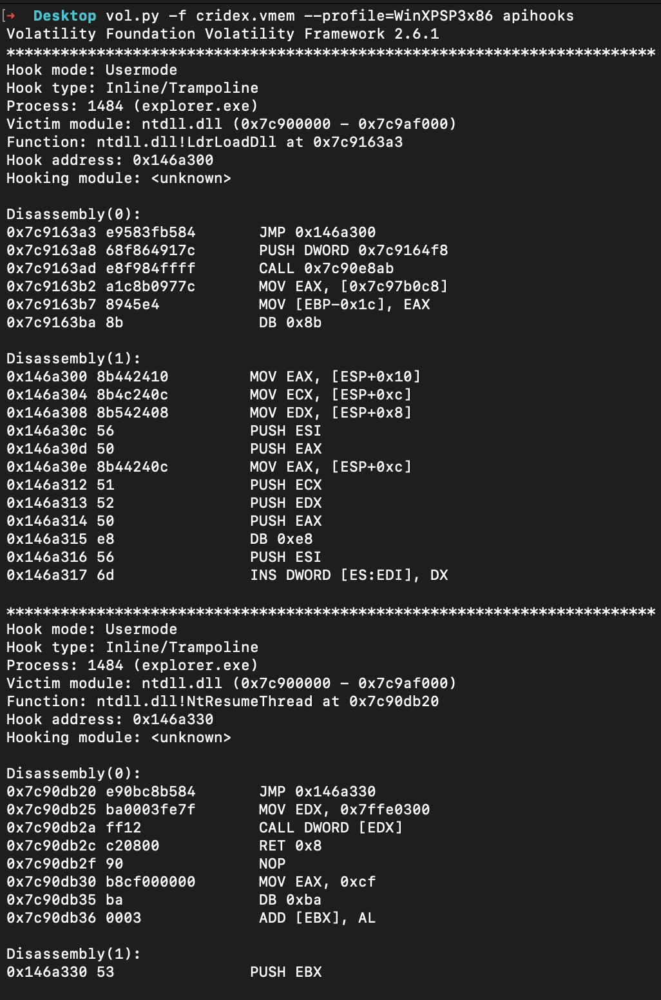 [➜  Desktop vol.py -f cridex.vmem --profile=WinXPSP3x86 apihooks
Volatility Foundation Volatility Framework 2.6.1
************************************************************************
Hook mode: Usermode
Hook type: Inline/Trampoline
Process: 1484 (explorer.exe)
Victim module: ntdll.dll (0x7c900000 - 0x7c9af000)
Function: ntdll.dll!LdrLoadDll at 0x7c9163a3
Hook address: 0x146a300
Hooking module: <unknown>

Disassembly(0):
0x7c9163a3 e9583fb584       JMP 0x146a300
0x7c9163a8 68f864917c       PUSH DWORD 0x7c9164f8
0x7c9163ad e8f984ffff       CALL 0x7c90e8ab
0x7c9163b2 a1c8b0977c       MOV EAX, [0x7c97b0c8]
0x7c9163b7 8945e4           MOV [EBP-0x1c], EAX
0x7c9163ba 8b               DB 0x8b

Disassembly(1):
0x146a300 8b442410         MOV EAX, [ESP+0x10]
0x146a304 8b4c240c         MOV ECX, [ESP+0xc]
0x146a308 8b542408         MOV EDX, [ESP+0x8]
0x146a30c 56               PUSH ESI
0x146a30d 50               PUSH EAX
0x146a30e 8b44240c         MOV EAX, [ESP+0xc]
0x146a312 51               PUSH ECX
0x146a313 52               PUSH EDX
0x146a314 50               PUSH EAX
0x146a315 e8               DB 0xe8
0x146a316 56               PUSH ESI
0x146a317 6d               INS DWORD [ES:EDI], DX

************************************************************************
Hook mode: Usermode
Hook type: Inline/Trampoline
Process: 1484 (explorer.exe)
Victim module: ntdll.dll (0x7c900000 - 0x7c9af000)
Function: ntdll.dll!NtResumeThread at 0x7c90db20
Hook address: 0x146a330
Hooking module: <unknown>

Disassembly(0):
0x7c90db20 e90bc8b584       JMP 0x146a330
0x7c90db25 ba0003fe7f       MOV EDX, 0x7ffe0300
0x7c90db2a ff12             CALL DWORD [EDX]
0x7c90db2c c20800           RET 0x8
0x7c90db2f 90               NOP
0x7c90db30 b8cf000000       MOV EAX, 0xcf
0x7c90db35 ba               DB 0xba
0x7c90db36 0003             ADD [EBX], AL

Disassembly(1):
0x146a330 53               PUSH EBX